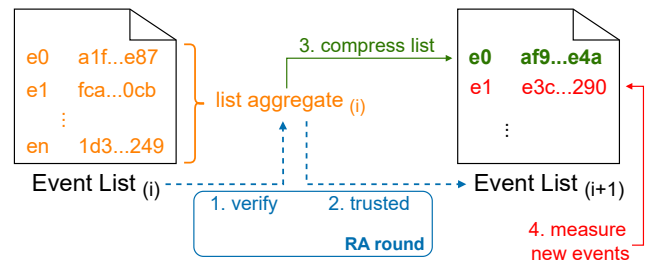 e0 a1f...e87
e1 fca...0cb
⋮
en 1d3...249
Event List (i)
list aggregate (i)
3. compress list
1. verify
2. trusted
RA round
e0 af9...e4a
e1 e3c...290
⋮
Event List (i+1)
4. measure
new events